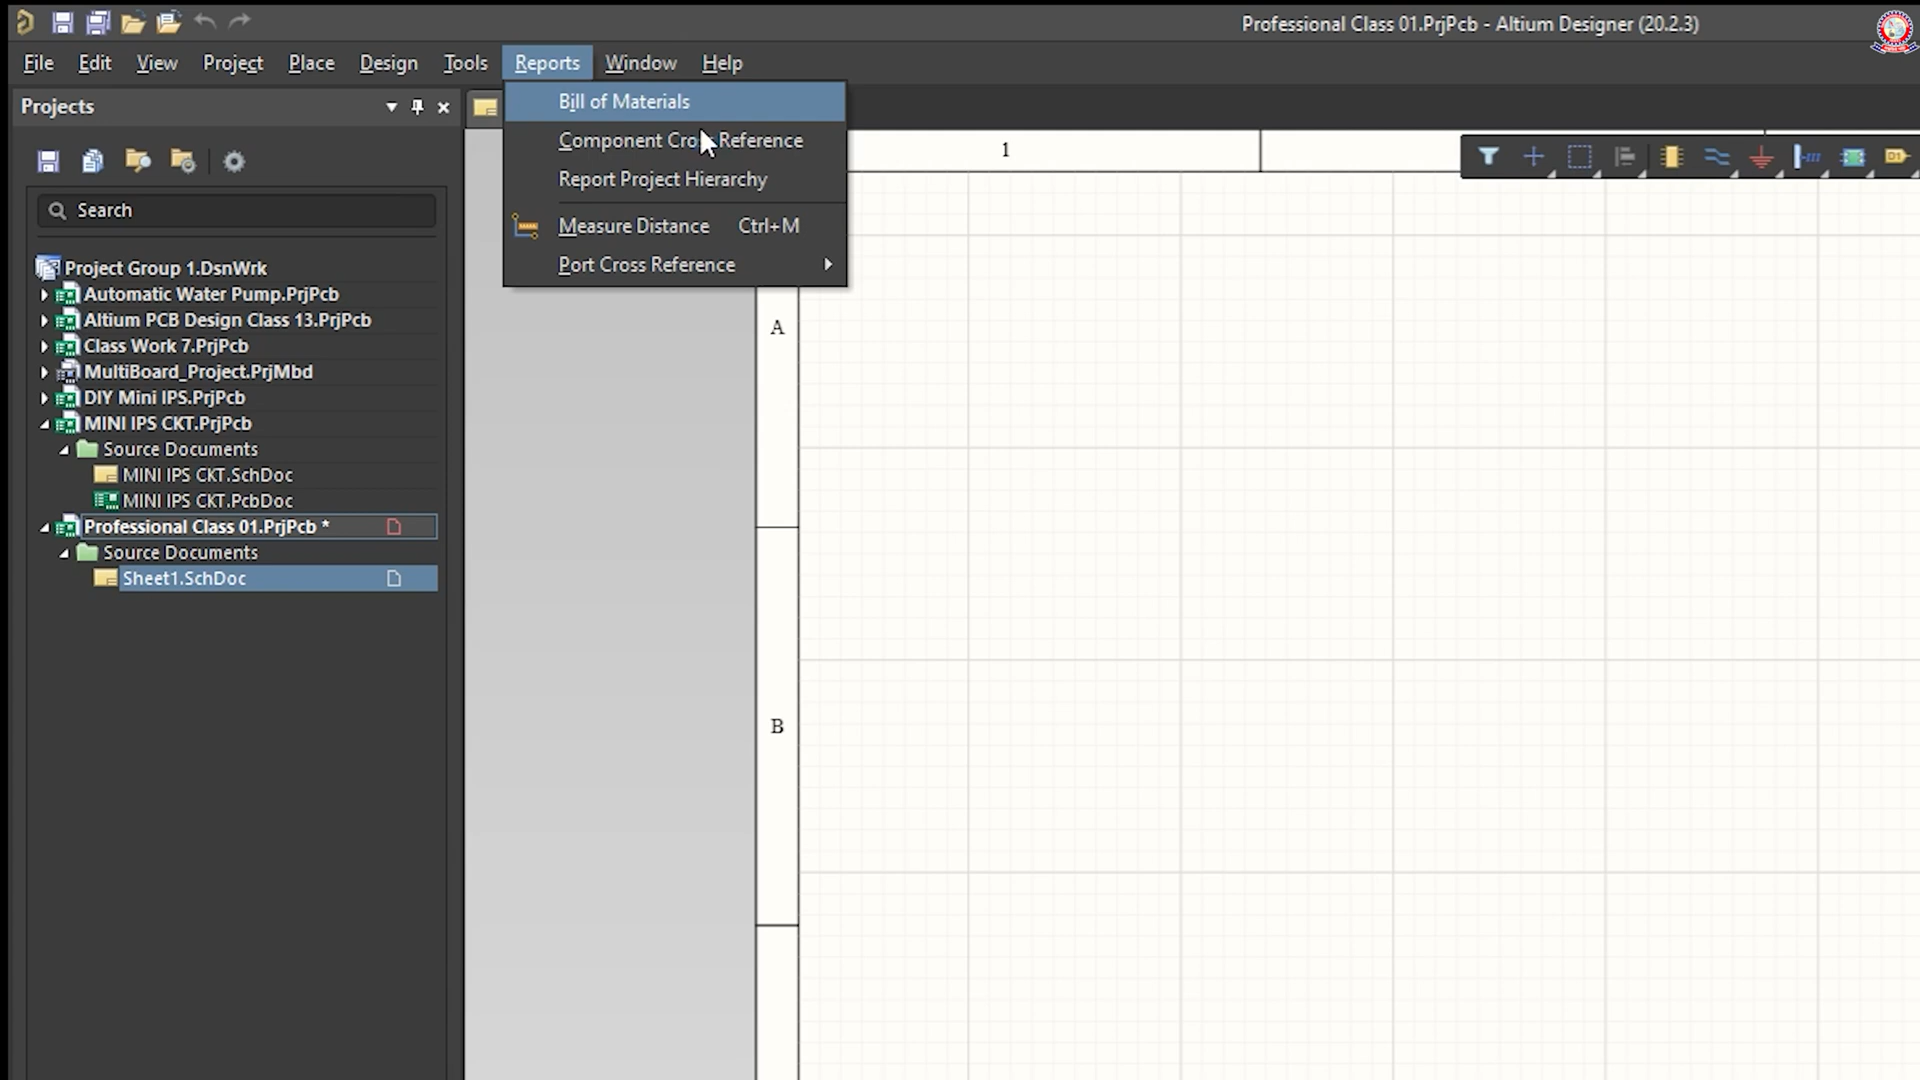 Professional Class 01.PrjPcb - Altium Designer (20.2.3)
File Edit View Project Place Design Tools Reports Window Help
Projects
Search
Project Group 1.DsnWrk
Automatic Water Pump.PrjPcb
Altium PCB Design Class 13.PrjPcb
Class Work 7.PrjPcb
MultiBoard_Project.PrjMbd
DIY Mini IPS.PrjPcb
MINI IPS CKT.PrjPcb
Source Documents
MINI IPS CKT.SchDoc
MINI IPS CKT.PcbDoc
Professional Class 01.PrjPcb *
Source Documents
Sheet1.SchDoc
Bill of Materials
Component Cross Reference
Report Project Hierarchy
Measure Distance Ctrl+M
Port Cross Reference
1
A
B